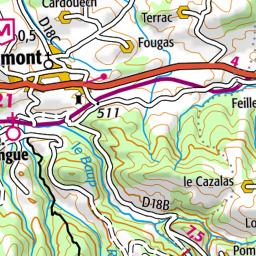 Cardouech
Terrac
D18C
M
0,5
Fougas
mont
4
21
511
Feille
ngue
le Baup
le Cazalas
D18B
Lo
7,5
Pom